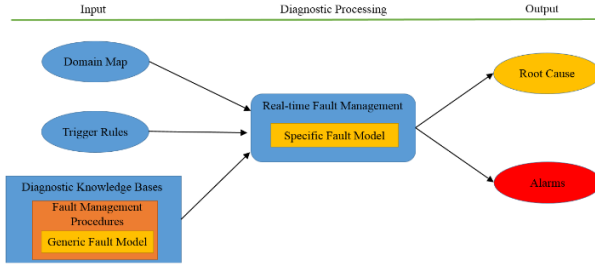 Input
Diagnostic Processing
Output
Domain Map
Root Cause
Real-time Fault Management
Trigger Rules
Specific Fault Model
Diagnostic Knowledge Bases
Fault Management
Procedures
Generic Fault Model
Alarms